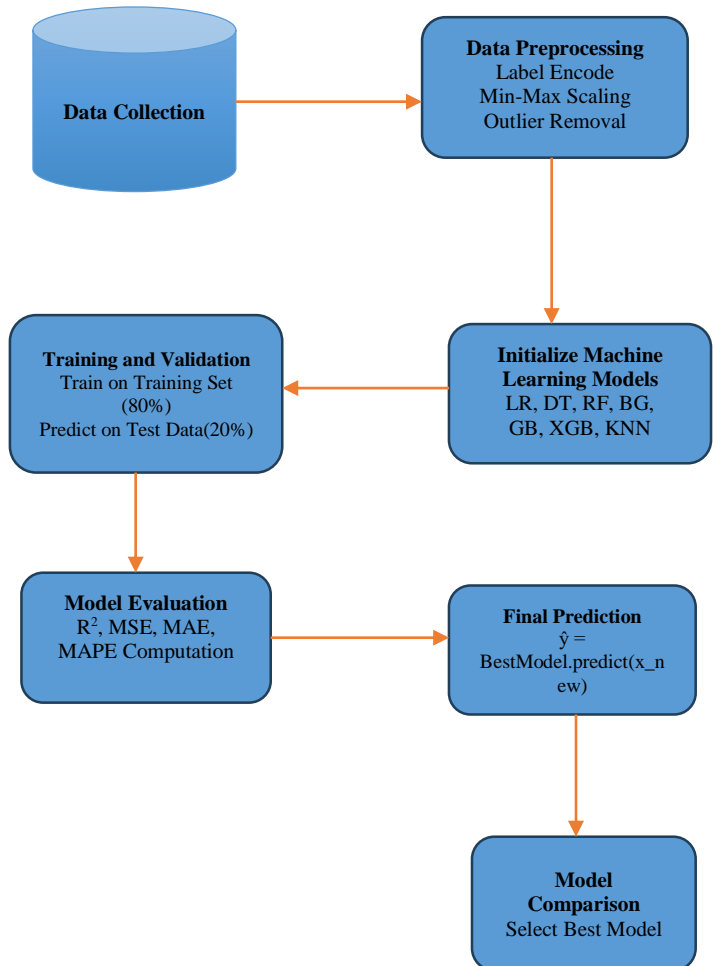 Data Collection
Data Preprocessing
Label Encode
Min-Max Scaling
Outlier Removal
Initialize Machine
Learning Models
LR, DT, RF, BG,
GB, XGB, KNN
Training and Validation
Train on Training Set
(80%)
Predict on Test Data(20%)
Model Evaluation
R², MSE, MAE,
MAPE Computation
Final Prediction
ŷ =
BestModel.predict(x_n
ew)
Model
Comparison
Select Best Model